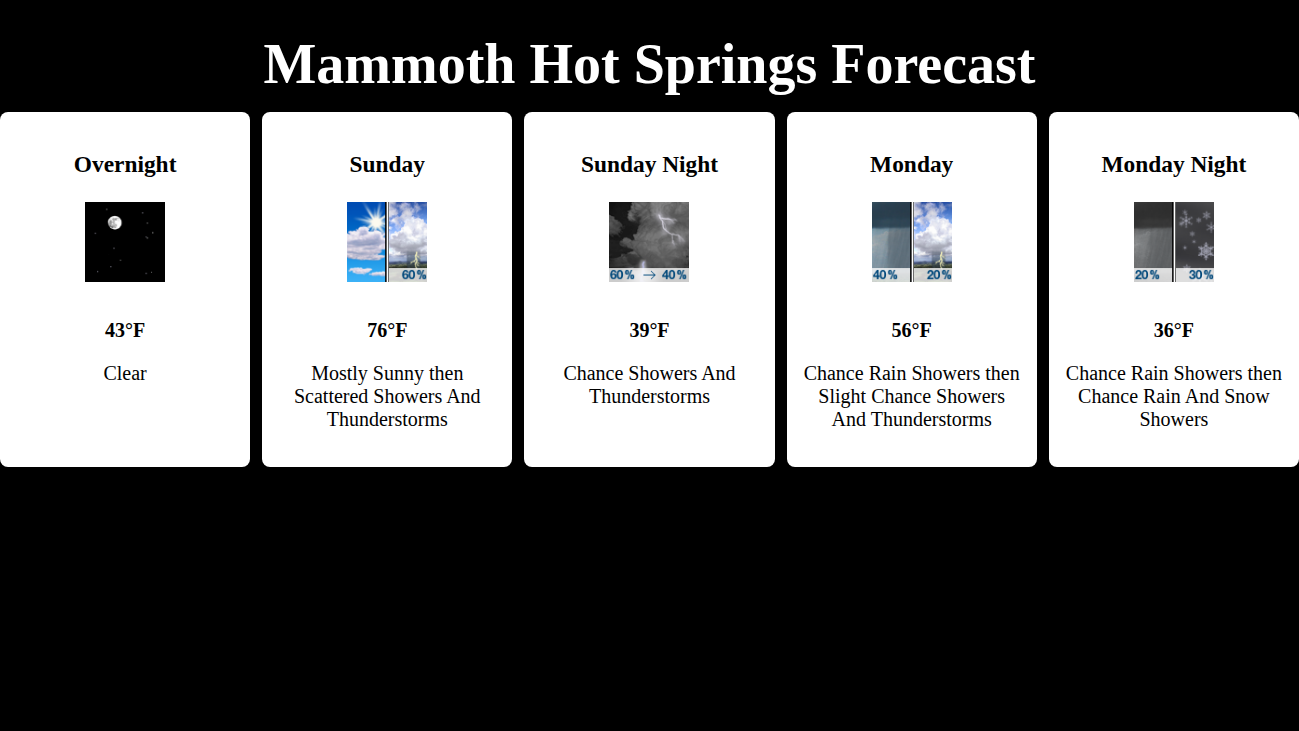 Mammoth Hot Springs Forecast
Overnight
43°F
Clear
Sunday
60%
76°F
Mostly Sunny then
Scattered Showers And
Thunderstorms
Sunday Night
60% → 40%
39°F
Chance Showers And
Thunderstorms
Monday
40% 20%
56°F
Chance Rain Showers then
Slight Chance Showers
And Thunderstorms
Monday Night
20% 30%
36°F
Chance Rain Showers then
Chance Rain And Snow
Showers